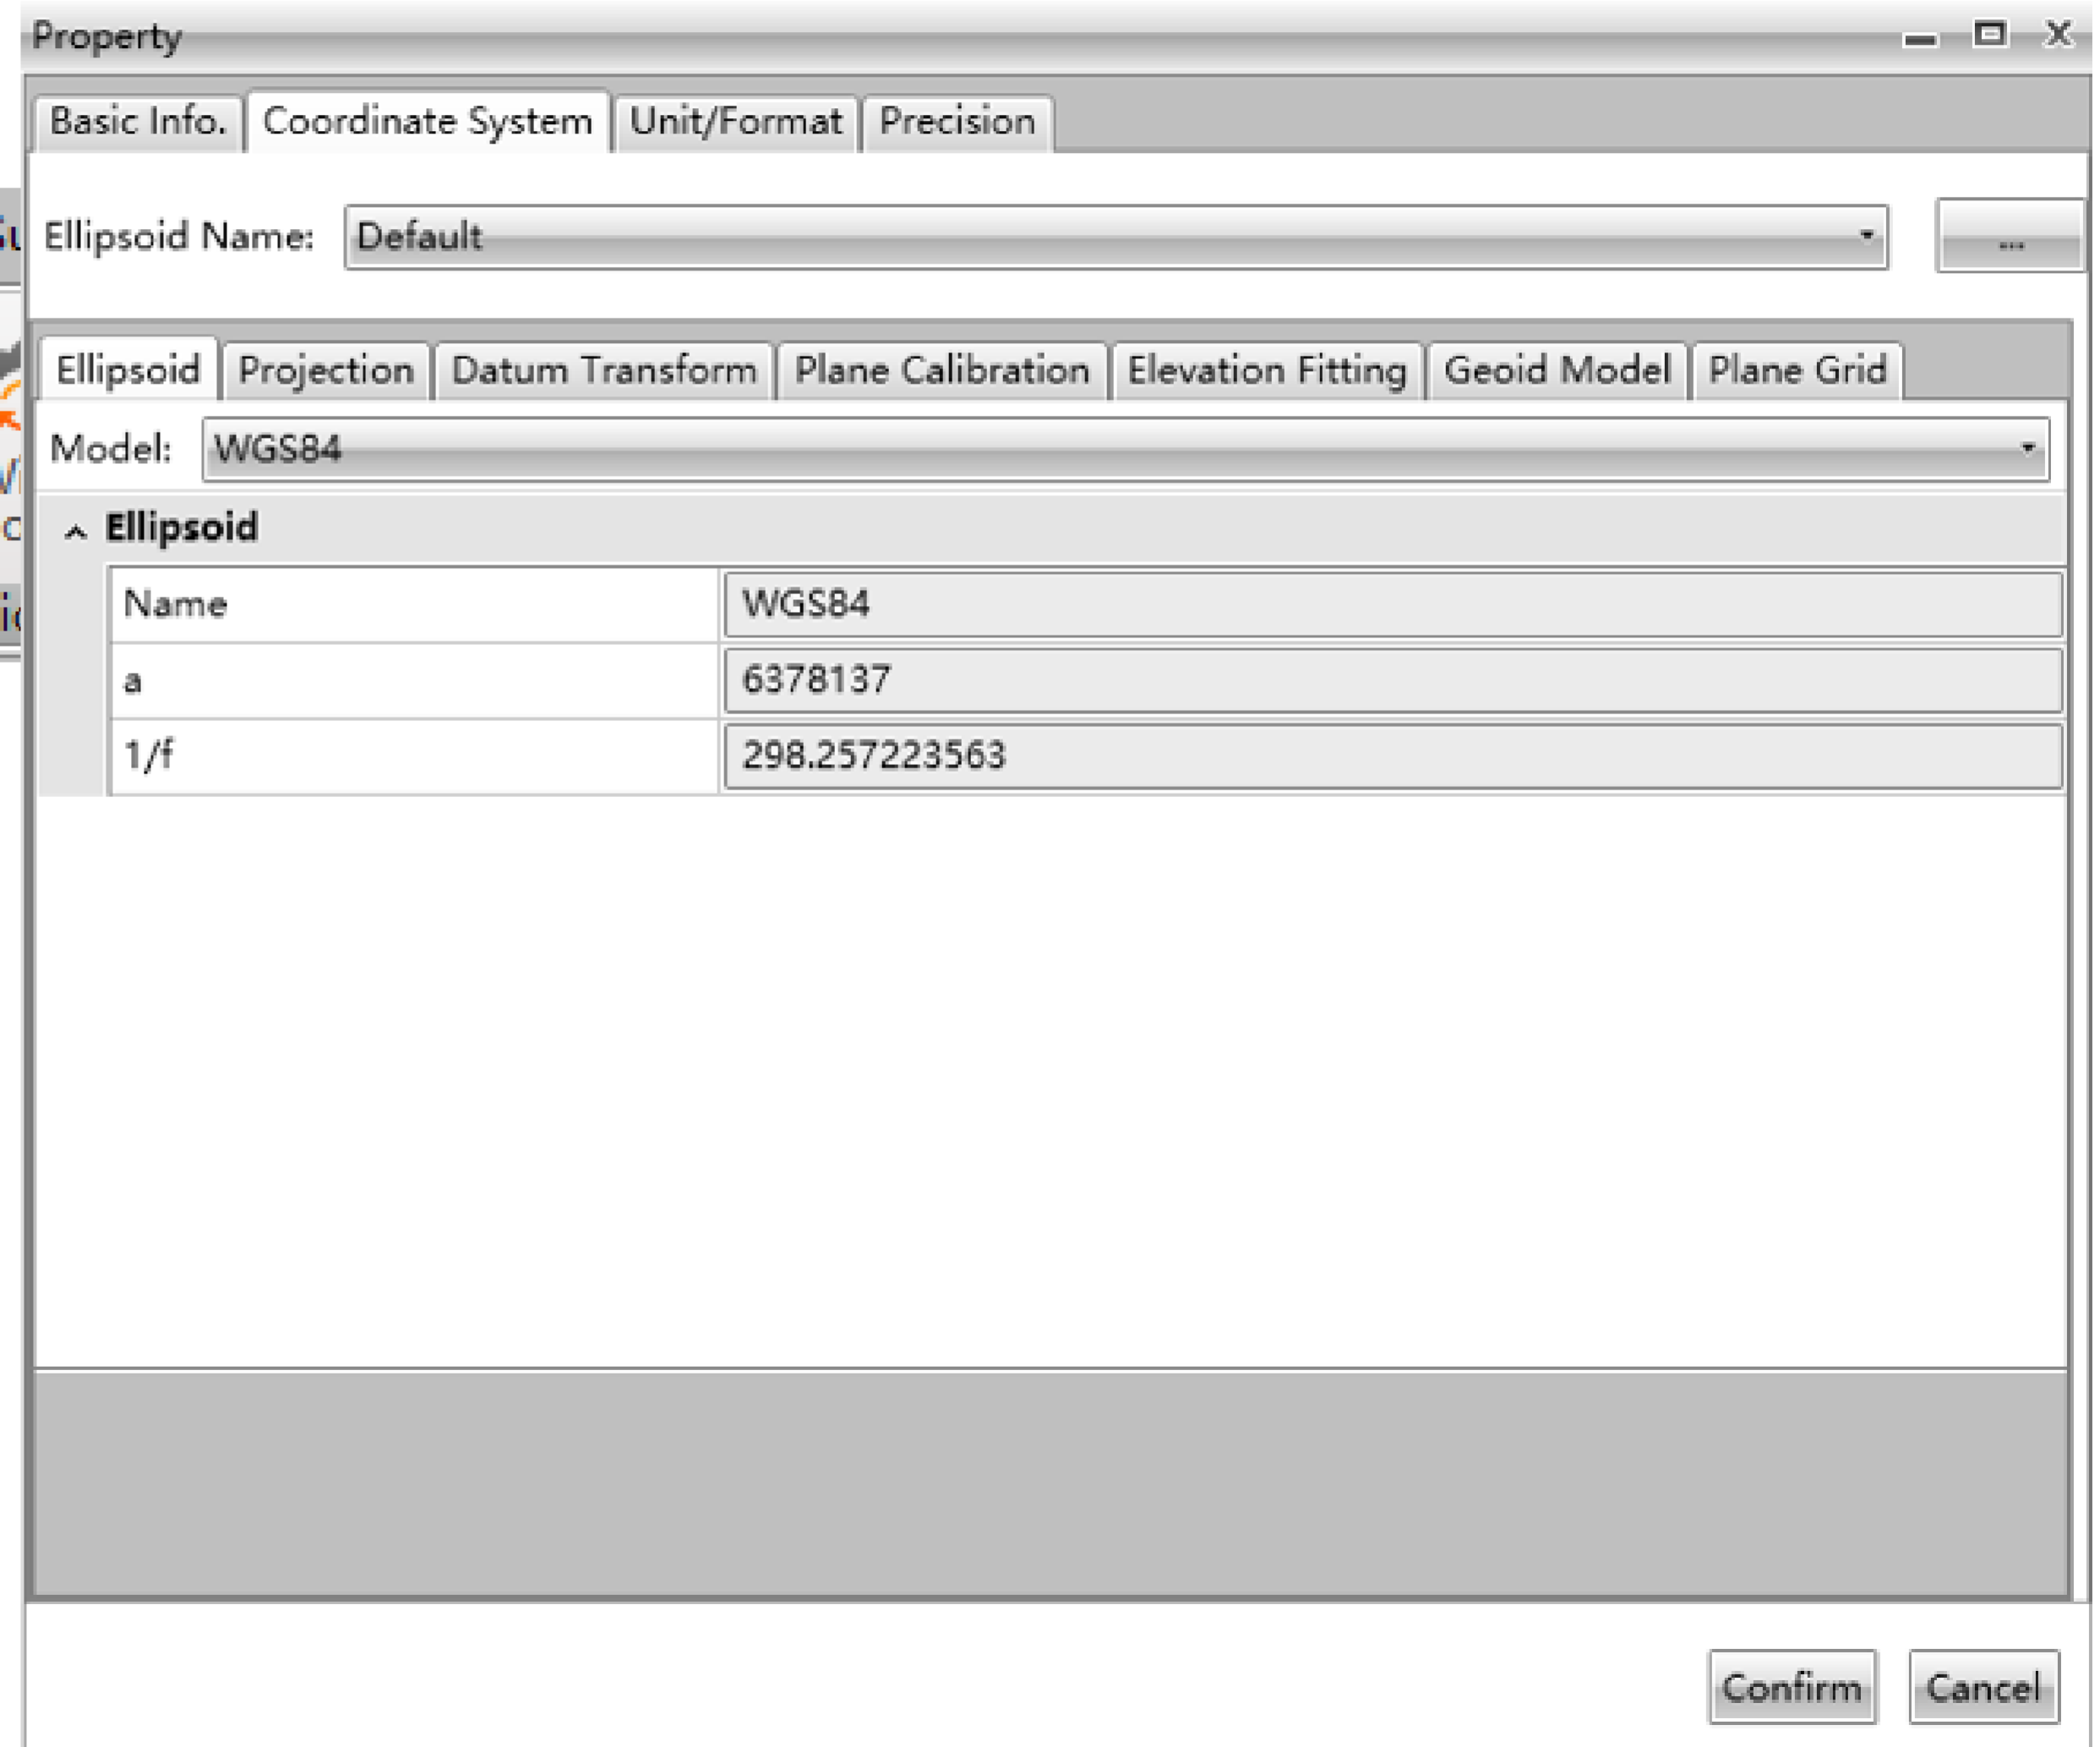 Property
Basic Info. Coordinate System Unit/Format Precision
Ellipsoid Name: Default ...
Ellipsoid Projection Datum Transform Plane Calibration Elevation Fitting Geoid Model Plane Grid
Model: WGS84
Ellipsoid
Name WGS84
a 6378137
1/f 298.257223563
Confirm Cancel